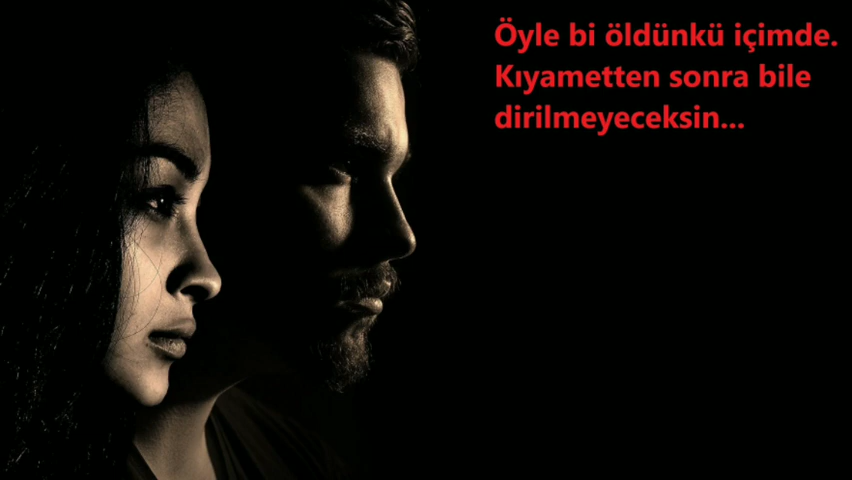 Öyle bi öldünkü içimde.
Kıyametten sonra bile
dirilmeyeceksin...